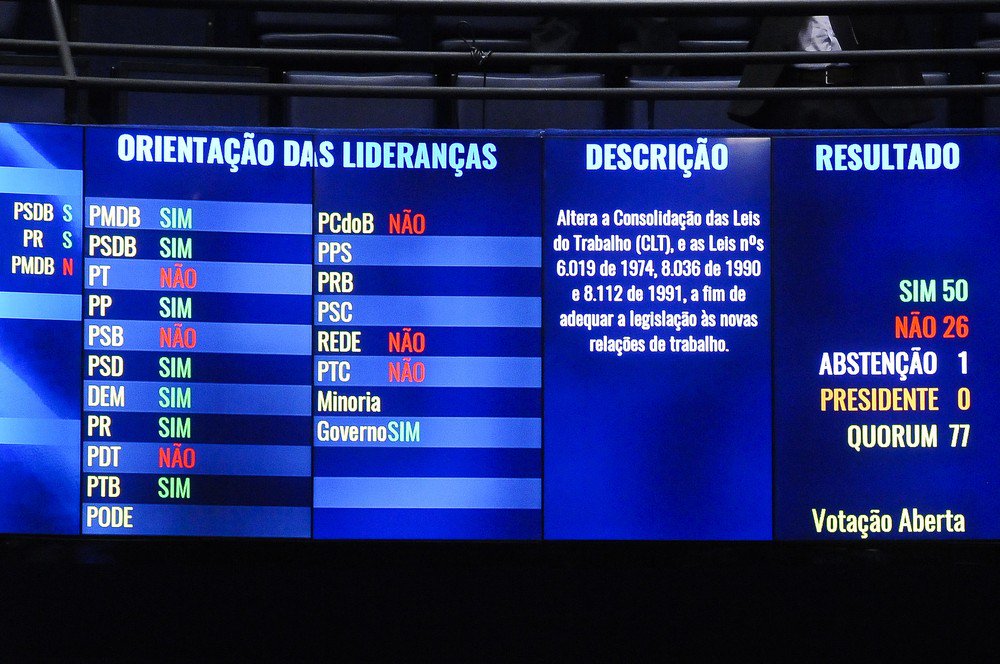 PSDB S
PR S
PMDB N
ORIENTAÇÃO DAS LIDERANÇAS
PMDB SIM
PSDB SIM
PT NÃO
PP SIM
PSB NÃO
PSD SIM
DEM SIM
PR SIM
PDT NÃO
PTB SIM
PODE
PCdoB NÃO
PPS
PRB
PSC
REDE NÃO
PTC NÃO
Minoria
GovernoSIM
DESCRIÇÃO
Altera a Consolidação das Leis
do Trabalho (CLT), e as Leis nºs
6.019 de 1974, 8.036 de 1990
e 8.112 de 1991, a fim de
adequar a legislação às novas
relações de trabalho.
RESULTADO
SIM 50
NÃO 26
ABSTENÇÃO 1
PRESIDENTE 0
QUORUM 77
Votação Aberta